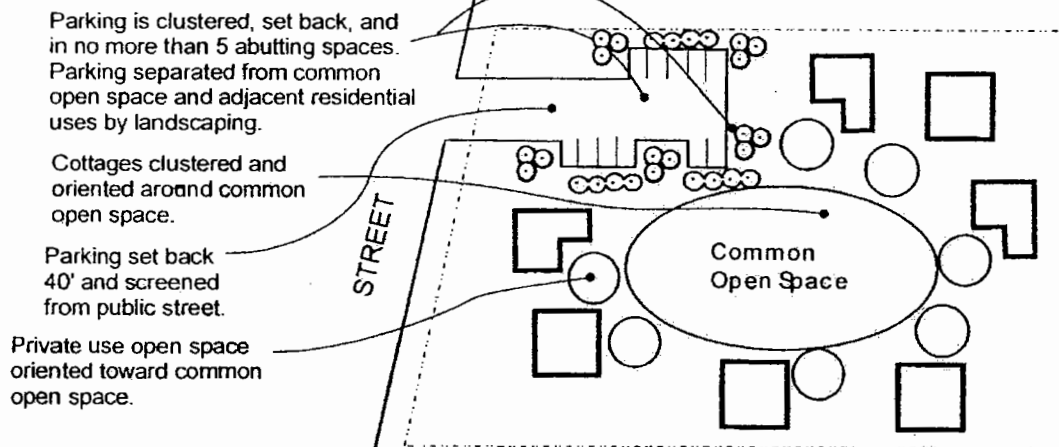 Parking is clustered, set back, and
in no more than 5 abutting spaces.
Parking separated from common
open space and adjacent residential
uses by landscaping.
Cottages clustered and
oriented around common
open space.
Parking set back
40' and screened
from public street.
Private use open space
oriented toward common
open space.
STREET
Common
Open Space